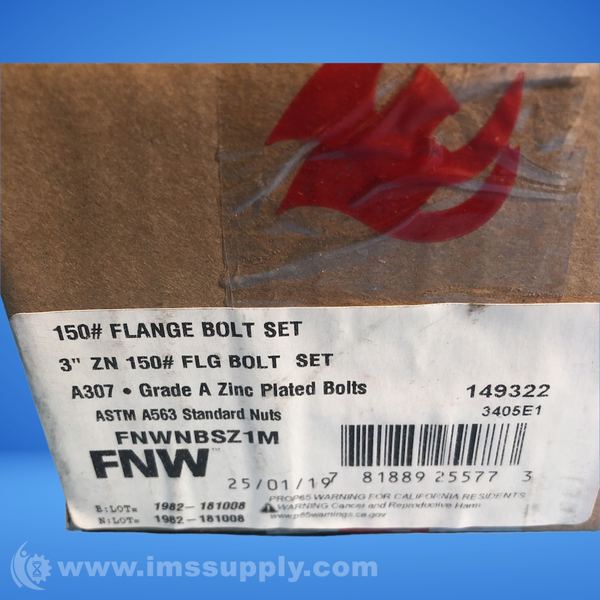 150# FLANGE BOLT SET
3" ZN 150# FLG BOLT SET
A307 • Grade A Zinc Plated Bolts
149322
ASTM A563 Standard Nuts
3405E1
FNWNBSZ1M
FNW™
25/01/19
7 81889 25577 3
PROP65 WARNING FOR CALIFORNIA RESIDENTS
WARNING Cancer and Reproductive Harm
www.p65warnings.ca.gov
B:LOT= 1982-181008
N:LOT= 1982-181008
www.imssupply.com/